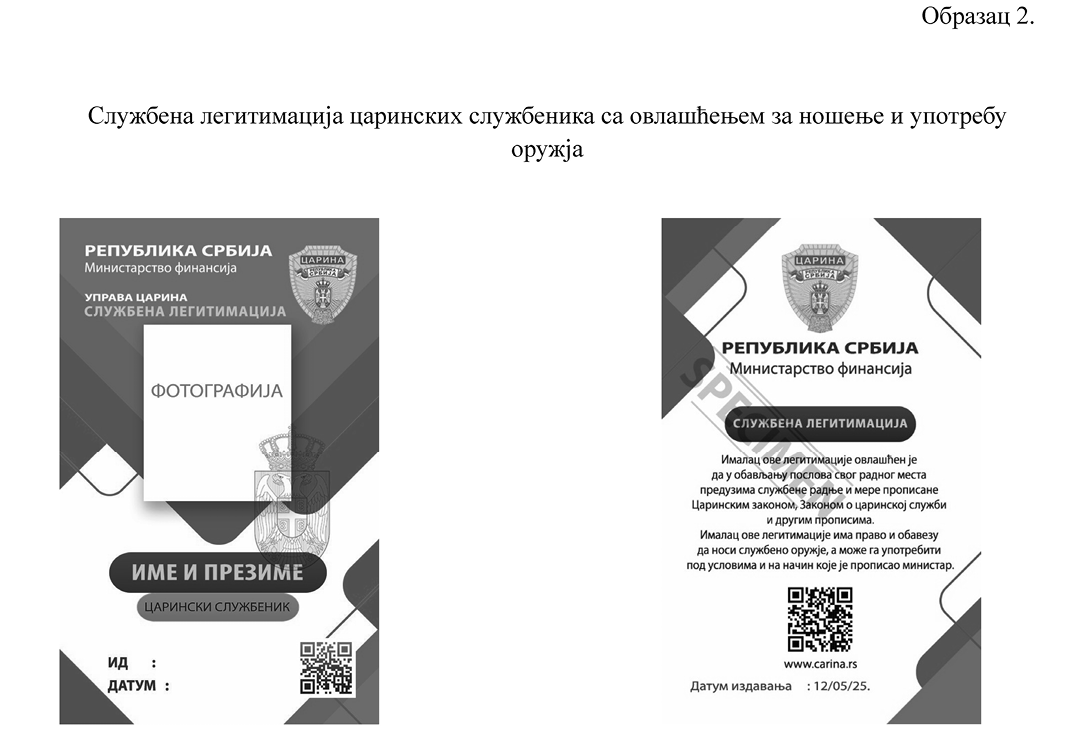 Образац 2.
Службена легитимација царинских службеника са овлашћењем за ношење и употребу
оружја
РЕПУБЛИКА СРБИЈА
Министарство финансија
УПРАВА ЦАРИНА
СЛУЖБЕНА ЛЕГИТИМАЦИЈА
ЦАРИНА
СРБИЈА
ФОТОГРАФИЈА
ИМЕ И ПРЕЗИМЕ
ЦАРИНСКИ СЛУЖБЕНИК
ИД :
ДАТУМ :
ЦАРИНА
СРБИЈА
РЕПУБЛИКА СРБИЈА
Министарство финансија
SPECIMEN
СЛУЖБЕНА ЛЕГИТИМАЦИЈА
Ималац ове легитимације овлашћен је
да у обављању послова свог радног места
предузима службене радње и мере прописане
Царинским законом, Законом о царинској служби
и другим прописима.
Ималац ове легитимације има право и обавезу
да носи службено оружје, а може га употребити
под условима и на начин које је прописао министар.
www.carina.rs
Датум издавања : 12/05/25.